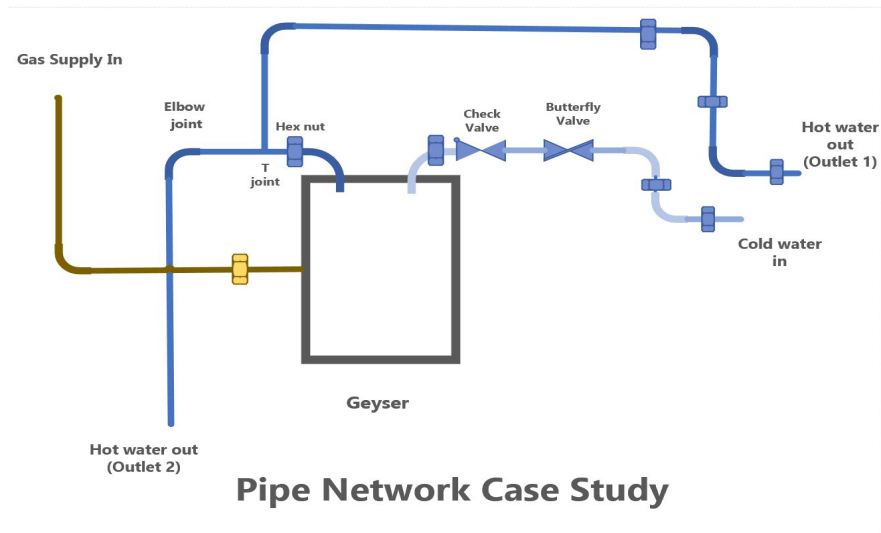 Gas Supply In
Elbow
joint
Hex nut
T
joint
Check
Valve
Butterfly
Valve
Hot water
out
(Outlet 1)
Cold water
in
Geyser
Hot water out
(Outlet 2)
Pipe Network Case Study